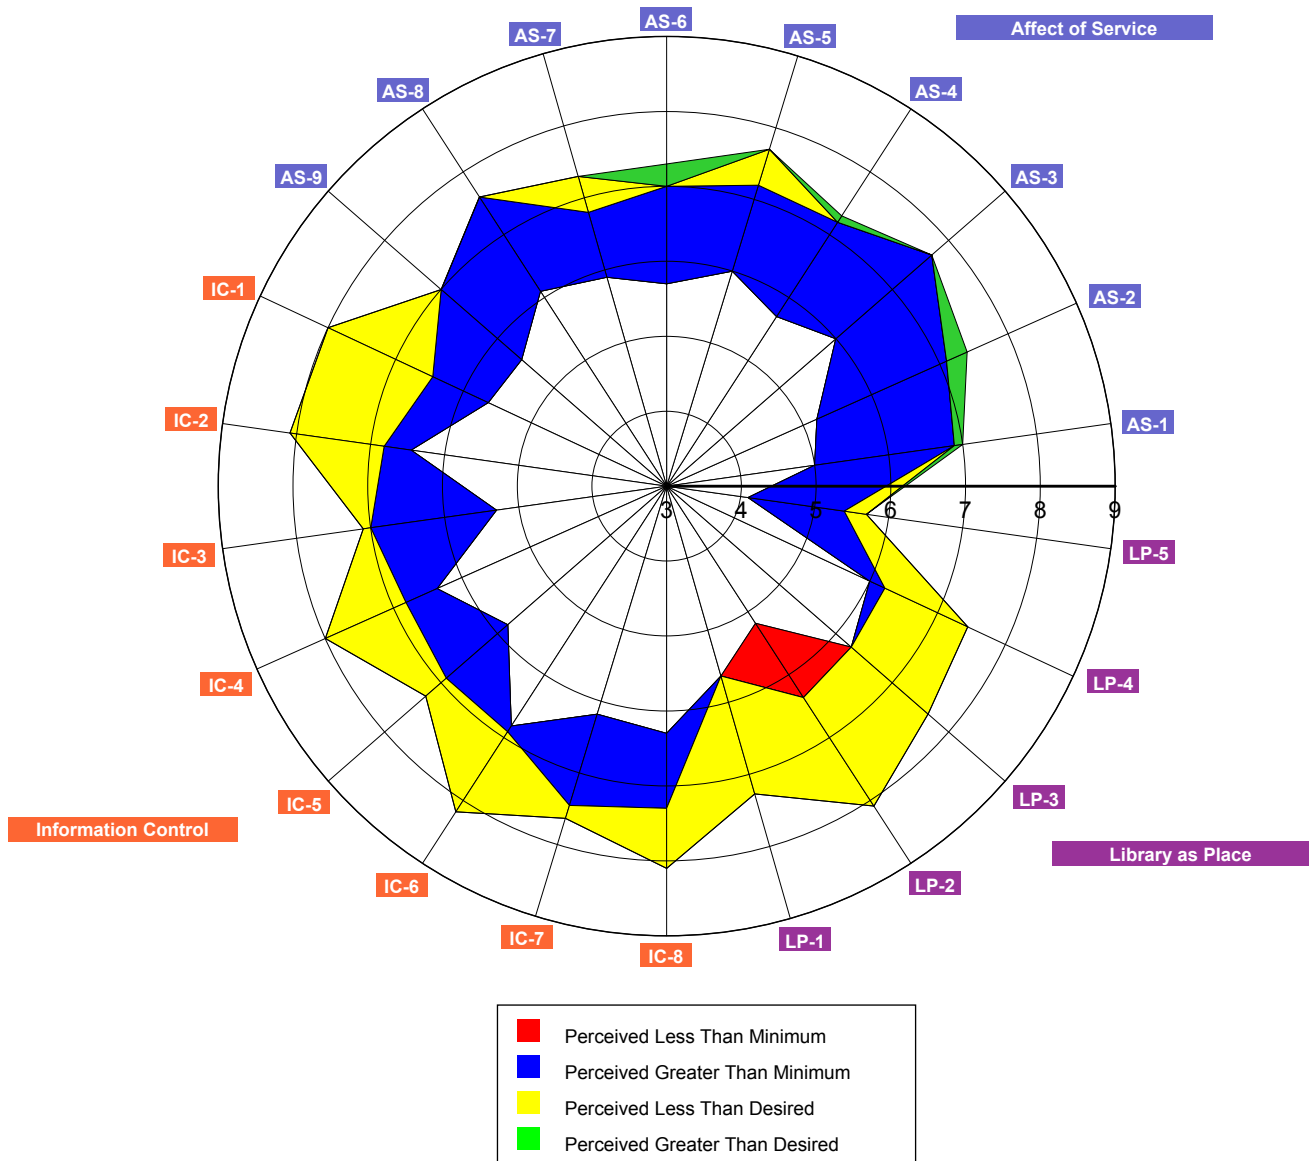 AS-6
Affect of Service
AS-7
AS-5
AS-8
AS-4
AS-9
AS-3
IC-1
AS-2
IC-2
AS-1
3 4 5 6 7 8 9
IC-3
LP-5
IC-4
LP-4
IC-5
LP-3
Information Control
Library as Place
IC-6
LP-2
IC-7
LP-1
IC-8
Perceived Less Than Minimum
Perceived Greater Than Minimum
Perceived Less Than Desired
Perceived Greater Than Desired